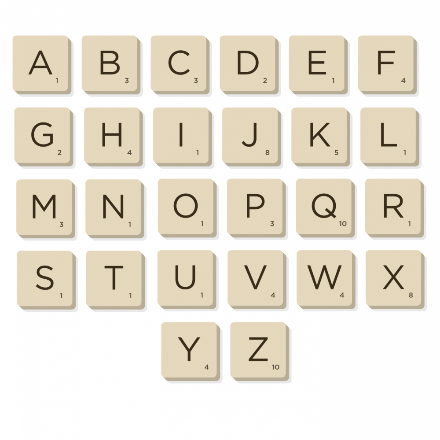 A1 B3 C3 D2 E1 F4
G2 H4 I1 J8 K5 L1
M3 N1 O1 P3 Q10 R1
S1 T1 U1 V4 W4 X8
Y4 Z10